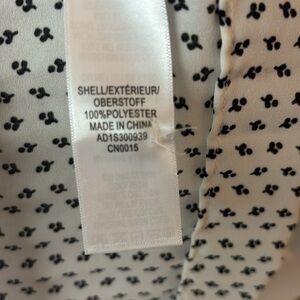 SHELL/EXTÉRIEUR/
OBERSTOFF
100%POLYESTER
MADE IN CHINA
AD1S300939
CN0015